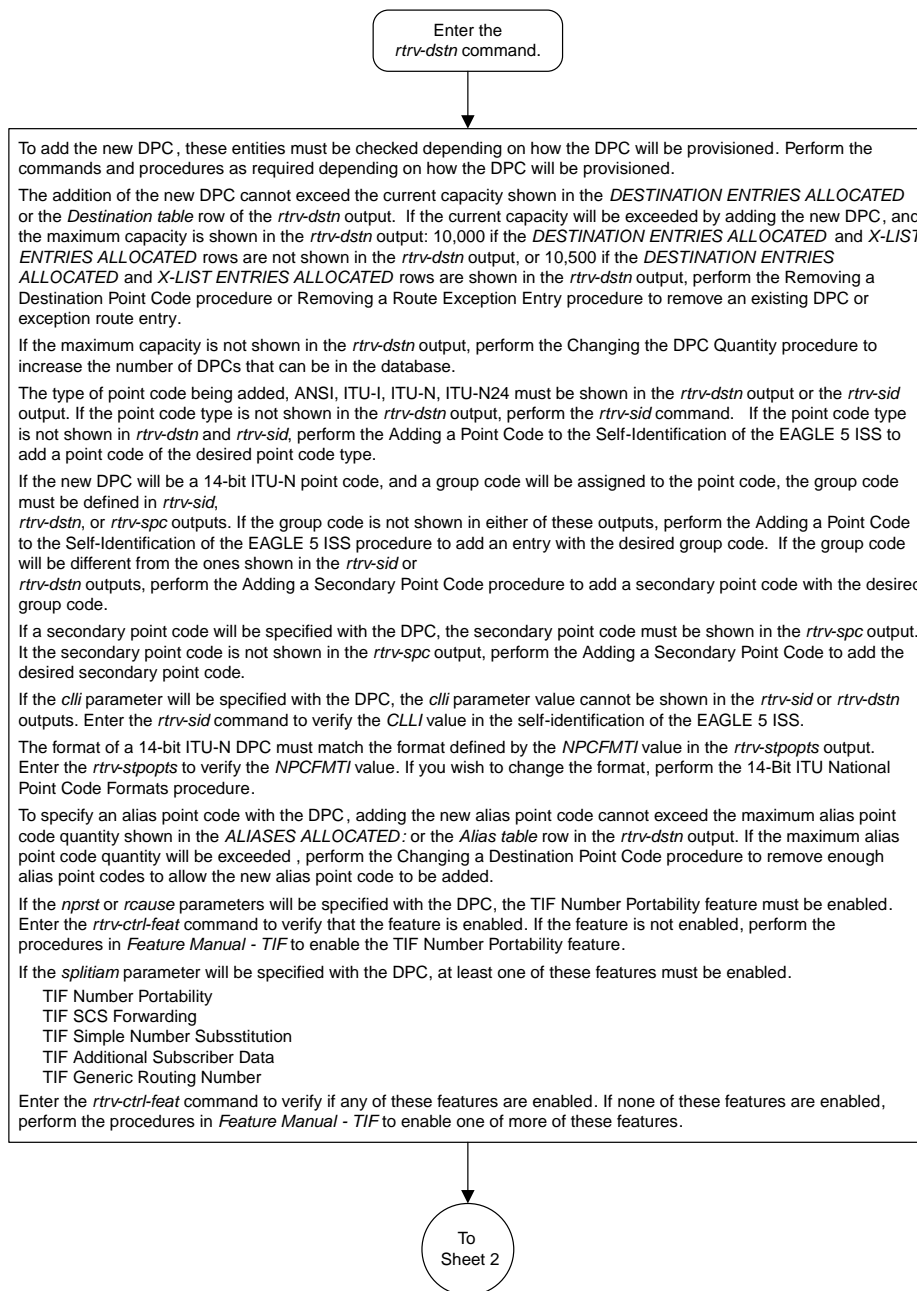 Enter the
rtrv-dstn command.
To add the new DPC, these entities must be checked depending on how the DPC will be provisioned. Perform the
commands and procedures as required depending on how the DPC will be provisioned.
The addition of the new DPC cannot exceed the current capacity shown in the DESTINATION ENTRIES ALLOCATED
or the Destination table row of the rtrv-dstn output. If the current capacity will be exceeded by adding the new DPC, and
the maximum capacity is shown in the rtrv-dstn output: 10,000 if the DESTINATION ENTRIES ALLOCATED and X-LIST
ENTRIES ALLOCATED rows are not shown in the rtrv-dstn output, or 10,500 if the DESTINATION ENTRIES
ALLOCATED and X-LIST ENTRIES ALLOCATED rows are shown in the rtrv-dstn output, perform the Removing a
Destination Point Code procedure or Removing a Route Exception Entry procedure to remove an existing DPC or
exception route entry.
If the maximum capacity is not shown in the rtrv-dstn output, perform the Changing the DPC Quantity procedure to
increase the number of DPCs that can be in the database.
The type of point code being added, ANSI, ITU-I, ITU-N, ITU-N24 must be shown in the rtrv-dstn output or the rtrv-sid
output. If the point code type is not shown in the rtrv-dstn output, perform the rtrv-sid command. If the point code type
is not shown in rtrv-dstn and rtrv-sid, perform the Adding a Point Code to the Self-Identification of the EAGLE 5 ISS to
add a point code of the desired point code type.
If the new DPC will be a 14-bit ITU-N point code, and a group code will be assigned to the point code, the group code
must be defined in rtrv-sid,
rtrv-dstn, or rtrv-spc outputs. If the group code is not shown in either of these outputs, perform the Adding a Point Code
to the Self-Identification of the EAGLE 5 ISS procedure to add an entry with the desired group code. If the group code
will be different from the ones shown in the rtrv-sid or
rtrv-dstn outputs, perform the Adding a Secondary Point Code procedure to add a secondary point code with the desired
group code.
If a secondary point code will be specified with the DPC, the secondary point code must be shown in the rtrv-spc output.
It the secondary point code is not shown in the rtrv-spc output, perform the Adding a Secondary Point Code to add the
desired secondary point code.
If the clli parameter will be specified with the DPC, the clli parameter value cannot be shown in the rtrv-sid or rtrv-dstn
outputs. Enter the rtrv-sid command to verify the CLLI value in the self-identification of the EAGLE 5 ISS.
The format of a 14-bit ITU-N DPC must match the format defined by the NPCFMTI value in the rtrv-stpopts output.
Enter the rtrv-stpopts to verify the NPCFMTI value. If you wish to change the format, perform the 14-Bit ITU National
Point Code Formats procedure.
To specify an alias point code with the DPC, adding the new alias point code cannot exceed the maximum alias point
code quantity shown in the ALIASES ALLOCATED: or the Alias table row in the rtrv-dstn output. If the maximum alias
point code quantity will be exceeded , perform the Changing a Destination Point Code procedure to remove enough
alias point codes to allow the new alias point code to be added.
If the nprst or rcause parameters will be specified with the DPC, the TIF Number Portability feature must be enabled.
Enter the rtrv-ctrl-feat command to verify that the feature is enabled. If the feature is not enabled, perform the
procedures in Feature Manual - TIF to enable the TIF Number Portability feature.
If the splitiam parameter will be specified with the DPC, at least one of these features must be enabled.
TIF Number Portability
TIF SCS Forwarding
TIF Simple Number Subsstitution
TIF Additional Subscriber Data
TIF Generic Routing Number
Enter the rtrv-ctrl-feat command to verify if any of these features are enabled. If none of these features are enabled,
perform the procedures in Feature Manual - TIF to enable one of more of these features.
To
Sheet 2